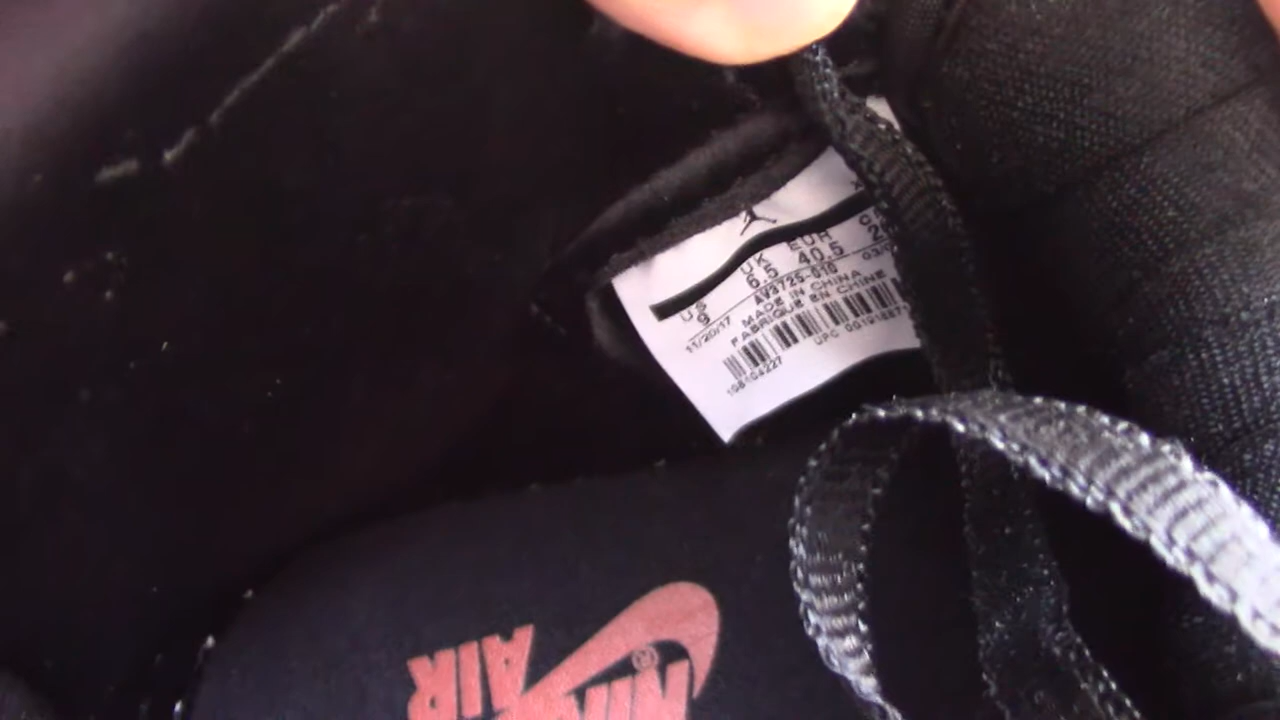 US UK EUR
9 6.5 40.5
11/20/17 AV3725-010
MADE IN CHINA
FABRIQUE EN CHINE
UPC
NIKE
AIR